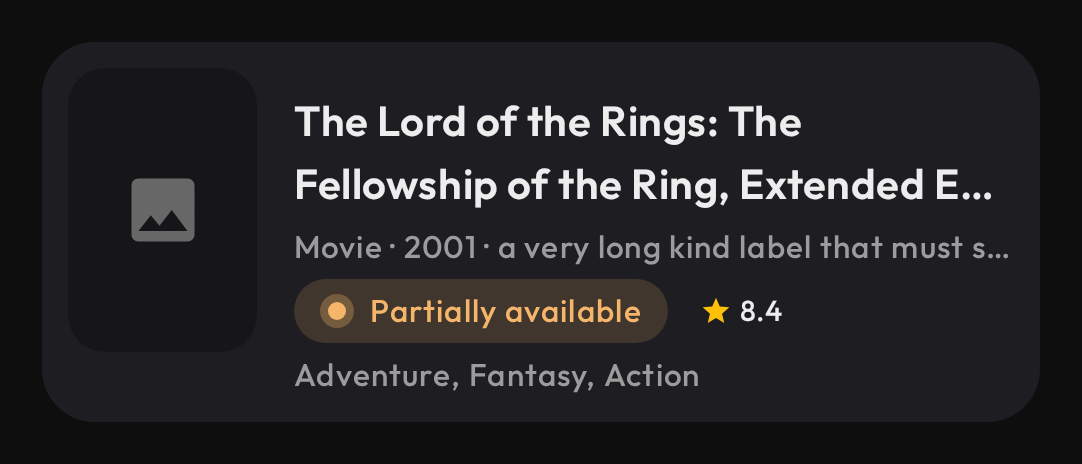 The Lord of the Rings: The
Fellowship of the Ring, Extended E...
Movie · 2001 · a very long kind label that must s...
Partially available 8.4
Adventure, Fantasy, Action